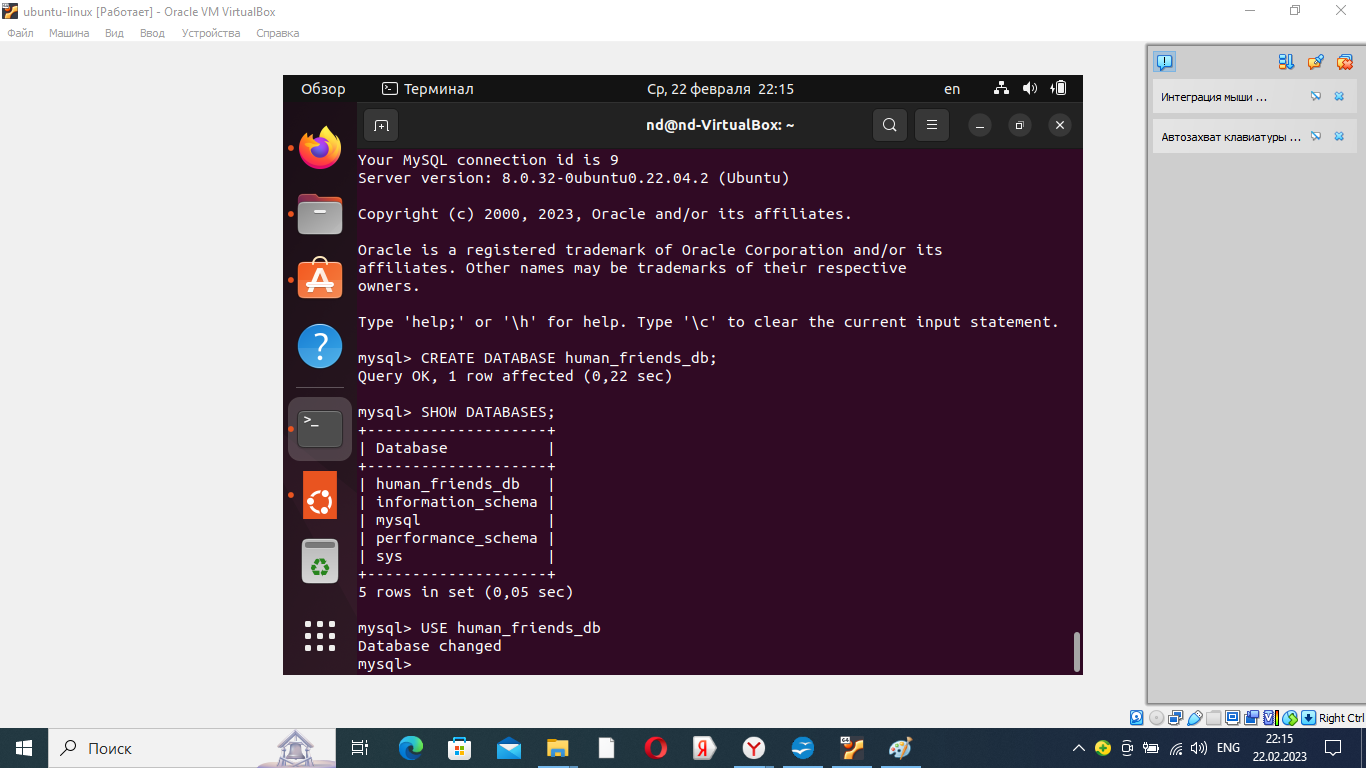 ubuntu-linux [Работает] - Oracle VM VirtualBox
Файл Машина Вид Ввод Устройства Справка
Интеграция мыши ...
Автозахват клавиатуры ...
Обзор Терминал Ср, 22 февраля 22:15 en
nd@nd-VirtualBox: ~
Your MySQL connection id is 9
Server version: 8.0.32-0ubuntu0.22.04.2 (Ubuntu)
Copyright (c) 2000, 2023, Oracle and/or its affiliates.
Oracle is a registered trademark of Oracle Corporation and/or its
affiliates. Other names may be trademarks of their respective
owners.
Type 'help;' or '\h' for help. Type '\c' to clear the current input statement.
mysql> CREATE DATABASE human_friends_db;
Query OK, 1 row affected (0,22 sec)
mysql> SHOW DATABASES;
+--------------------+
| Database           |
+--------------------+
| human_friends_db   |
| information_schema |
| mysql              |
| performance_schema |
| sys                |
+--------------------+
5 rows in set (0,05 sec)
mysql> USE human_friends_db
Database changed
mysql>
Right Ctrl
Поиск
ENG
22:15
22.02.2023